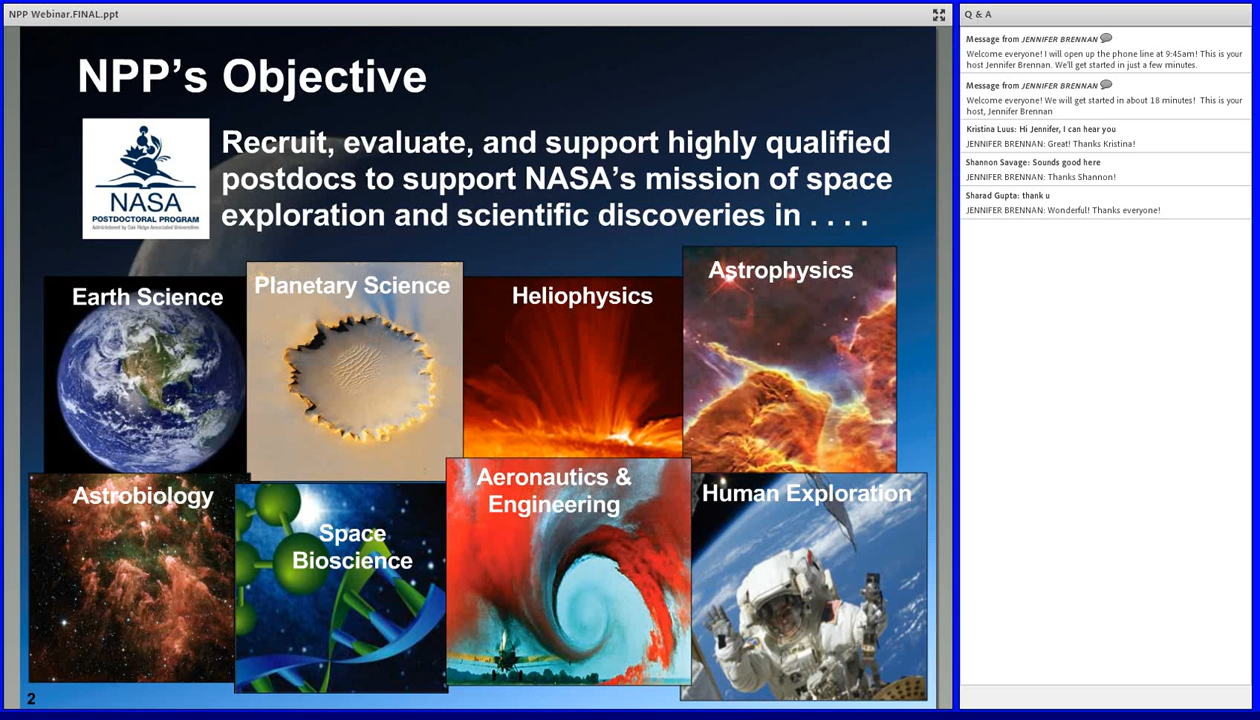 NPP Webinar.FINAL.ppt
NPP's Objective
NASA
POSTDOCTORAL PROGRAM
Administered by Oak Ridge Associated Universities
Recruit, evaluate, and support highly qualified
postdocs to support NASA's mission of space
exploration and scientific discoveries in . . . .
Earth Science
Planetary Science
Heliophysics
Astrophysics
Astrobiology
Space
Bioscience
Aeronautics &
Engineering
Human Exploration
2
Q & A
Message from JENNIFER BRENNAN
Welcome everyone! I will open up the phone line at 9:45am! This is your
host Jennifer Brennan. We'll get started in just a few minutes.
Message from JENNIFER BRENNAN
Welcome everyone! We will get started in about 18 minutes! This is your
host, Jennifer Brennan
Kristina Luus: Hi Jennifer, I can hear you
JENNIFER BRENNAN: Great! Thanks Kristina!
Shannon Savage: Sounds good here
JENNIFER BRENNAN: Thanks Shannon!
Sharad Gupta: thank u
JENNIFER BRENNAN: Wonderful! Thanks everyone!